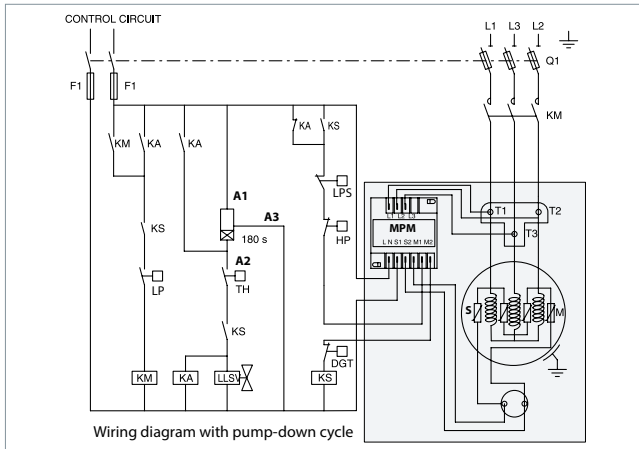 CONTROL CIRCUIT
L1 L3 L2
Q1
F1 F1
KM
KM KA KA KA KS
A1
LPS
A3
180 s
HP
L1 L2 L3
MPM
L N S1 S2 M1 M2
T1 T2
T3
KS
A2
TH
LP
KS
S M
DGT
KM KA LLSV KS
Wiring diagram with pump-down cycle